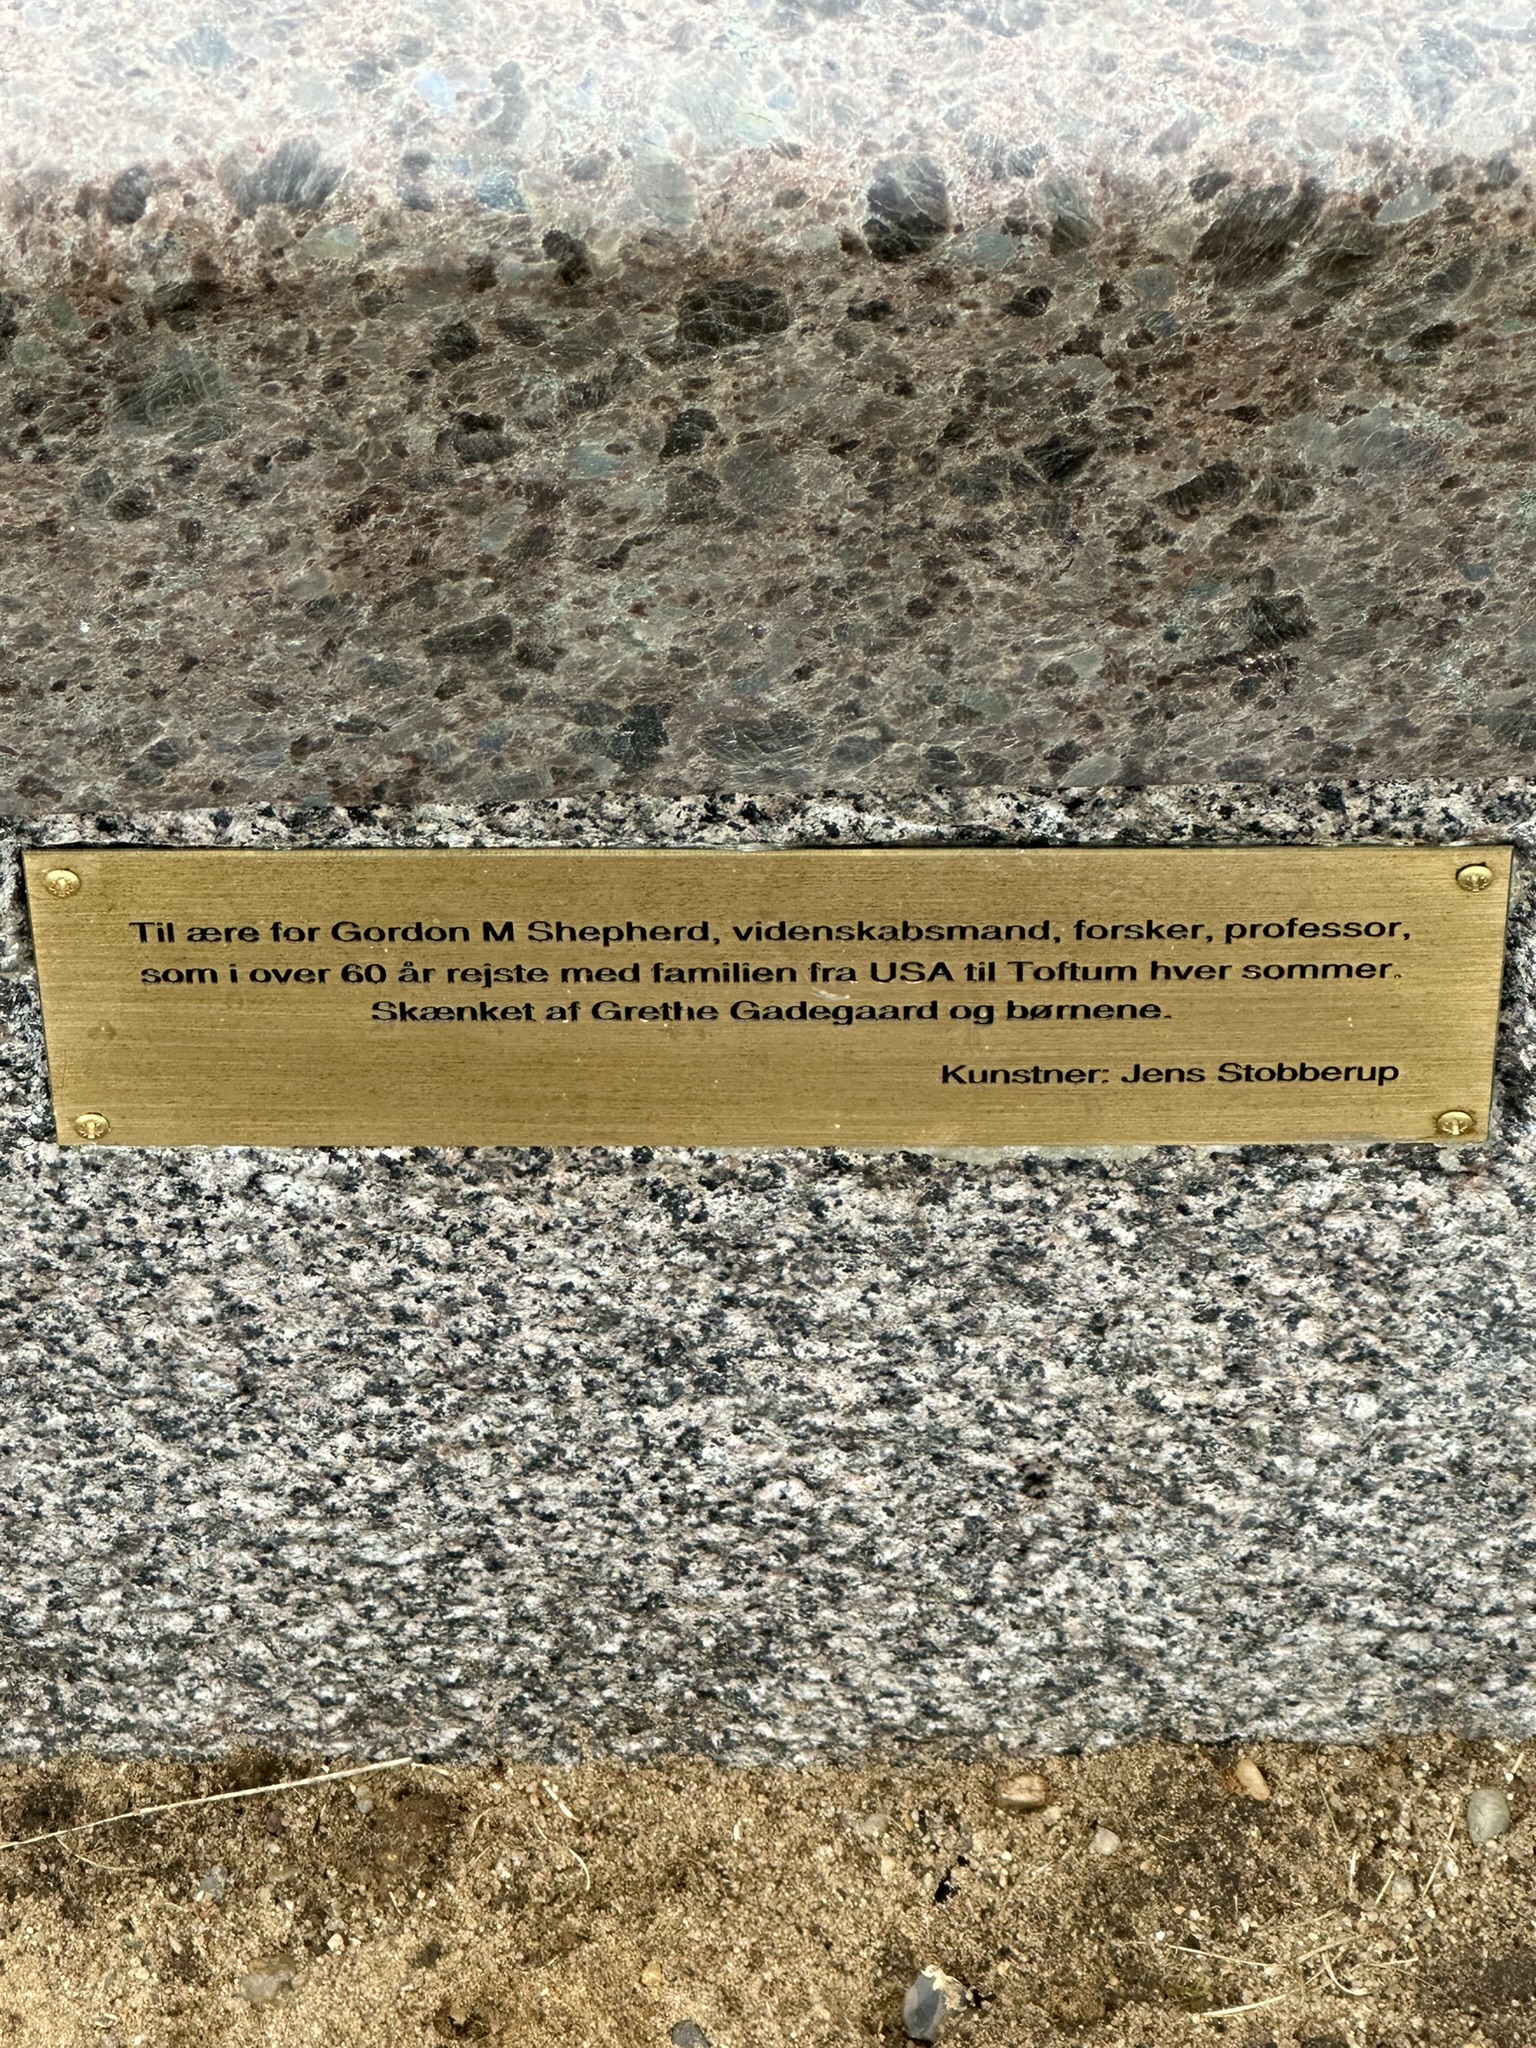 Til ære for Gordon M Shepherd, videnskabsmand, forsker, professor,
som i over 60 år rejste med familien fra USA til Toftum hver sommer.
Skænket af Grethe Gadegaard og børnene.
Kunstner: Jens Stobberup